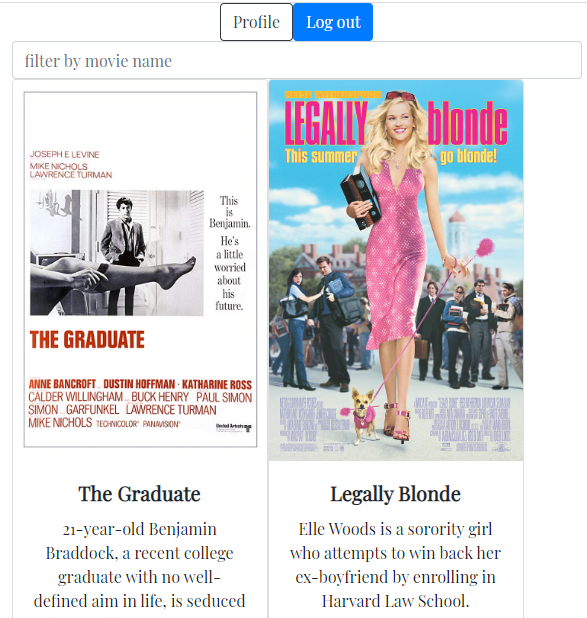 Profile
Log out
filter by movie name
JOSEPH E. LEVINE
MIKE NICHOLS
LAWRENCE TURMAN
This
is
Benjamin.
He's
a little
worried
about
his
future.
THE GRADUATE
ANNE BANCROFT · DUSTIN HOFFMAN · KATHARINE ROSS
CALDER WILLINGHAM BUCK HENRY PAUL SIMON
SIMON GARFUNKEL LAWRENCE TURMAN
MIKE NICHOLS TECHNICOLOR® PANAVISION®
United Artists
LEGALLY blonde
This summer go blonde!
The Graduate
21-year-old Benjamin
Braddock, a recent college
graduate with no well-
defined aim in life, is seduced
Legally Blonde
Elle Woods is a sorority girl
who attempts to win back her
ex-boyfriend by enrolling in
Harvard Law School.